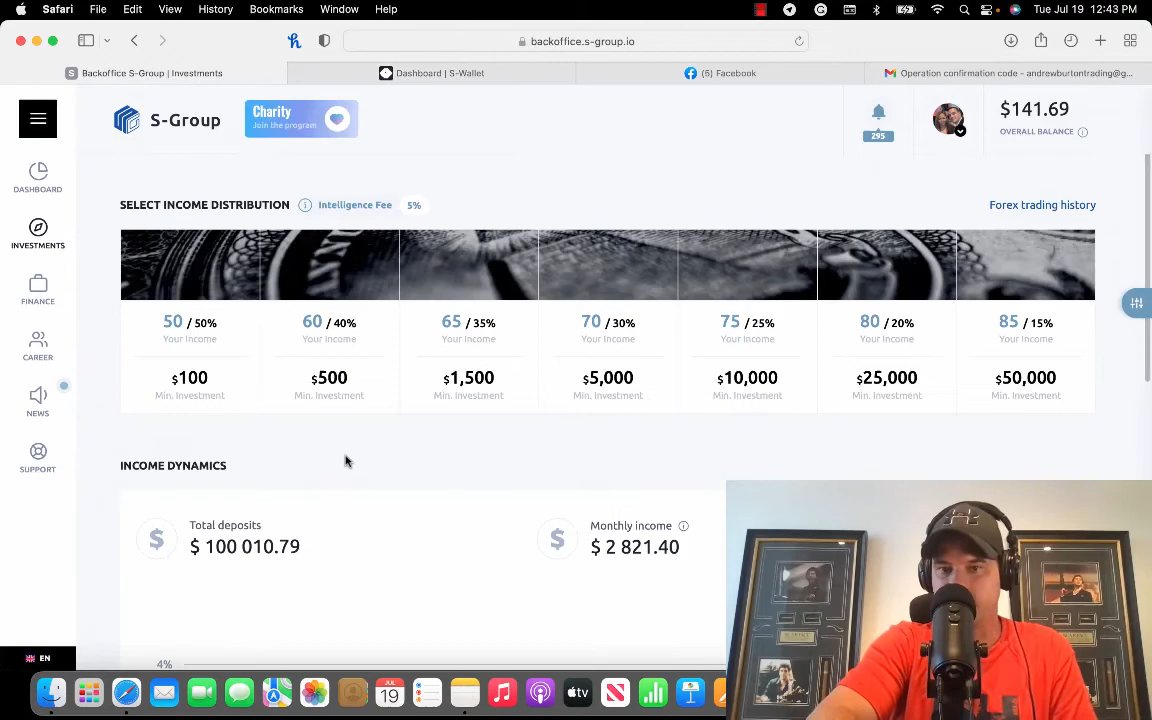 Safari File Edit View History Bookmarks Window Help Tue Jul 19 12:43 PM
backoffice.s-group.io
S Backoffice S-Group | Investments Dashboard | S-Wallet (5) Facebook Operation confirmation code - andrewburtontrading@g...
S-Group Charity $141.69
Join the program
295 OVERALL BALANCE
DASHBOARD
SELECT INCOME DISTRIBUTION Intelligence Fee 5% Forex trading history
INVESTMENTS
FINANCE
50 / 50% 60 / 40% 65 / 35% 70 / 30% 75 / 25% 80 / 20% 85 / 15%
Your Income Your Income Your Income Your Income Your Income Your Income Your Income
CAREER
$100 $500 $1,500 $5,000 $10,000 $25,000 $50,000
Min. Investment Min. Investment Min. Investment Min. Investment Min. Investment Min. Investment Min. Investment
NEWS
INCOME DYNAMICS
SUPPORT
Total deposits Monthly income
$ $ 100 010.79 $ $ 2 821.40
EN
4%
JUL
19
tv